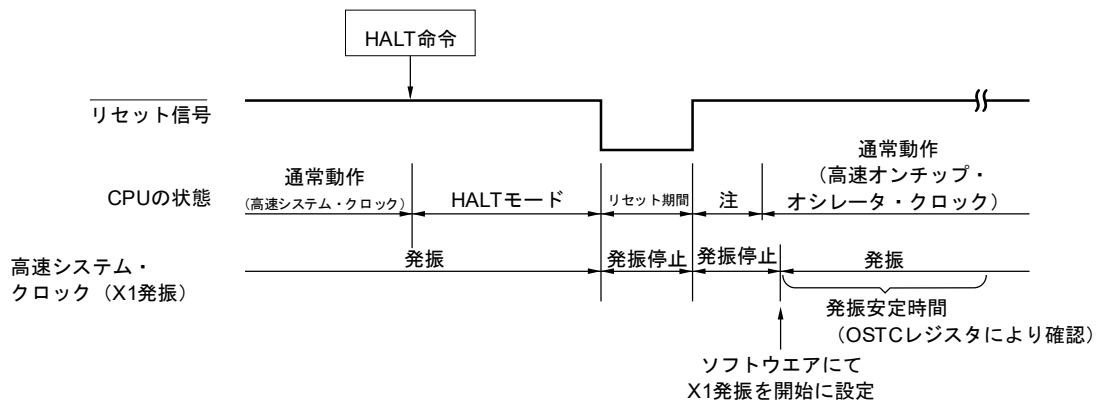 HALT命令
リセット信号
通常動作
(高速システム・クロック)
HALTモード
リセット期間
注
通常動作
(高速オンチップ・
オシレータ・クロック)
CPUの状態
高速システム・
クロック (X1発振)
発振
発振停止
発振停止
発振
発振安定時間
(OSTCレジスタにより確認)
ソフトウエアにて
X1発振を開始に設定